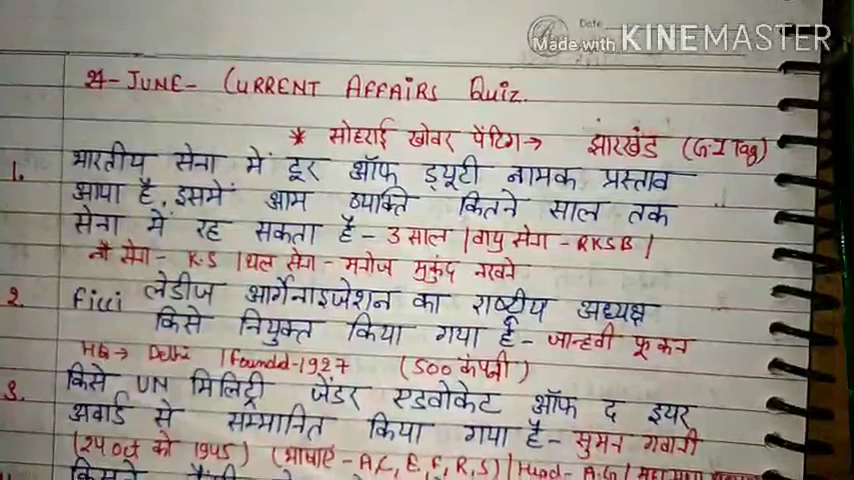 Date
Made with KINEMASTER
24-JUNE- CURRENT AFFAIRS Quiz.
* सोहराई खोवर पेंटिग→ झारखंड (G.I Tag)
1. भारतीय सेना में टूर ऑफ ड्यूटी नामक प्रस्ताव
आया है, इसमें आम व्यक्ति कितने साल तक
सेना में रह सकता है- 3 साल |वायु सेना - RKSB |
नौ सेना- K.S |थल सेना - मनोज मुकुंद नरवने
2. ficci लेडीज आर्गेनाइजेशन का राष्ट्रीय अध्यक्ष
किसे नियुक्त किया गया है- जान्हवी फूकन
HQ→ Delhi |Founded-1927 (500 कंपनी)
3. किसे UN मिलिट्री जेंडर एडवोकेट ऑफ द इयर
अवार्ड से सम्मानित किया गया है- सुमन गवानी
(24 Oct को 1945) (भाषाएं - A, C, E, F, R, S) | Head- A.G |
किसने